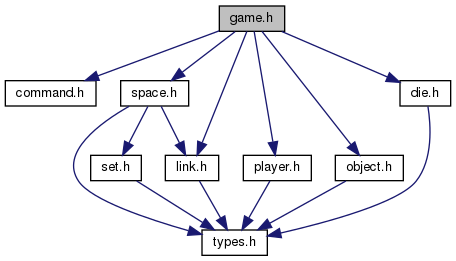 game.h
command.h
space.h
die.h
set.h
link.h
player.h
object.h
types.h